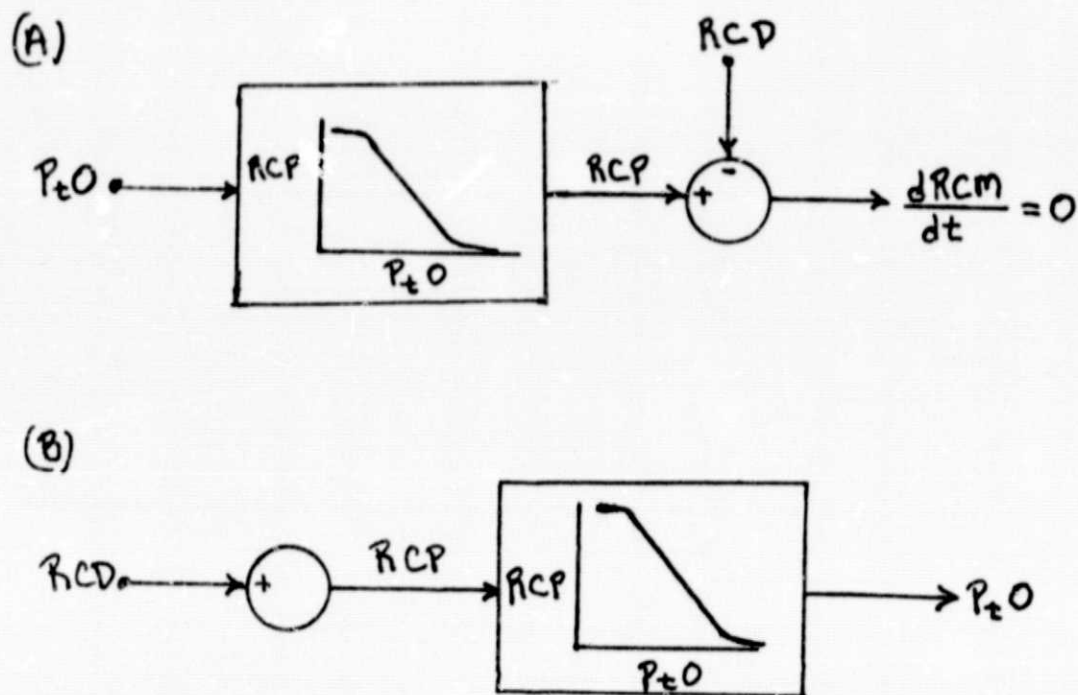 (A)
RCD
PtO
RCP
PtO
RCP
+
-
dRCM
dt
= 0
(B)
RCD
+
RCP
RCP
PtO
PtO